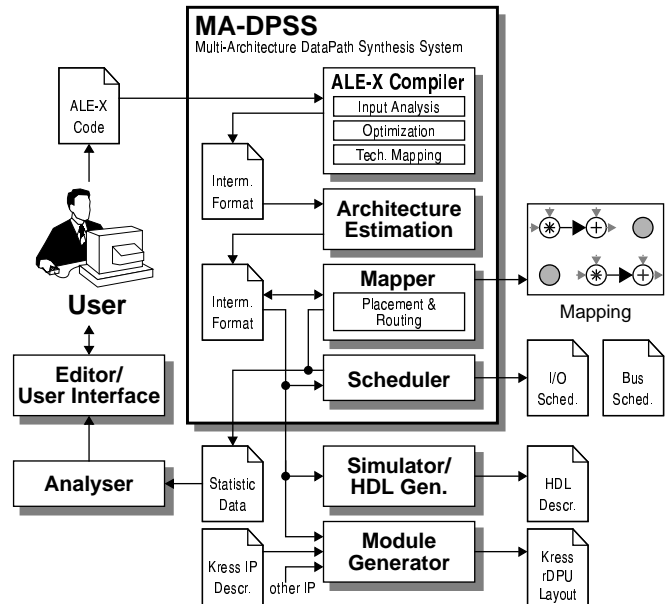 MA-DPSS
Multi-Architecture DataPath Synthesis System
ALE-X
Code
ALE-X Compiler
Input Analysis
Optimization
Tech. Mapping
Interm.
Format
Architecture
Estimation
User
Interm.
Format
Mapper
Placement &
Routing
Mapping
Editor/
User Interface
Scheduler
I/O
Sched.
Bus
Sched.
Analyser
Statistic
Data
Simulator/
HDL Gen.
HDL
Descr.
Kress IP
Descr.
other IP
Module
Generator
Kress
rDPU
Layout